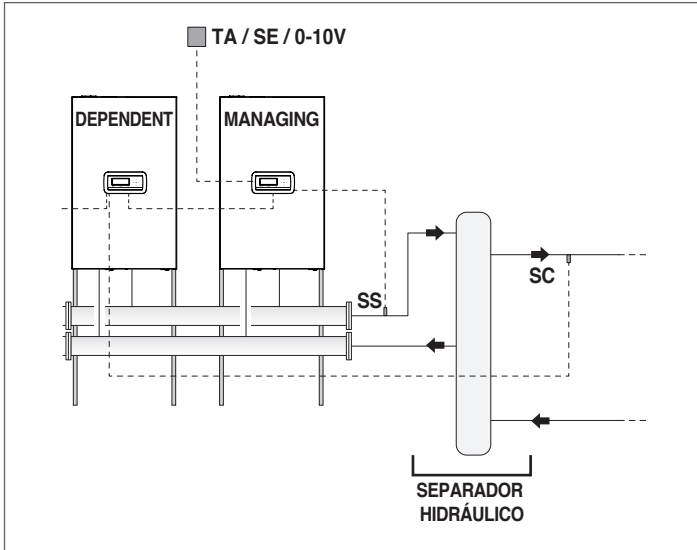 TA / SE / 0-10V
DEPENDENT
MANAGING
SS
SC
SEPARADOR
HIDRÁULICO